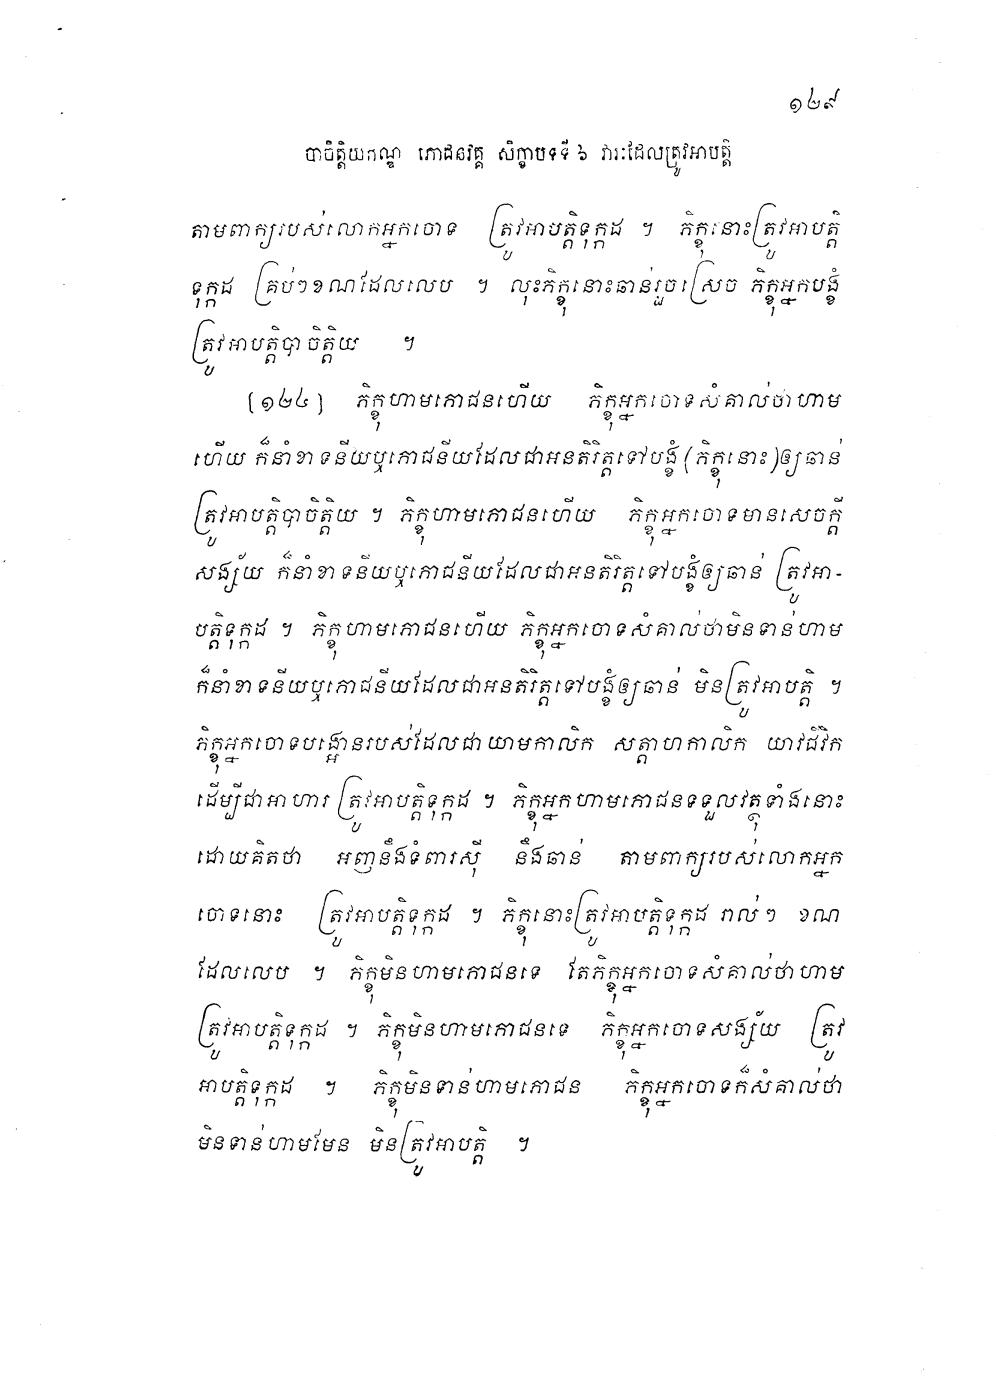 ១២៩
បាចិត្តិយកណ្ឌ ភោជនវគ្គ សិក្ខាបទទី ៦ វារៈដែលត្រូវអាបត្តិ
តាមពាក្យរបស់លោកអ្នកចោទ ត្រូវអាបត្តិទុក្កដ ។ ភិក្ខុនោះត្រូវអាបត្តិ
ទុក្កដ គ្រប់ៗខណដែលលេប ។ លុះភិក្ខុនោះឆាន់រួចស្រេច ភិក្ខុអ្នកបង្ខំ
ត្រូវអាបត្តិបាចិត្តិយ ។
[១២៤] ភិក្ខុហាមភោជនហើយ ភិក្ខុអ្នកចោទសំគាល់ថាហាម
ហើយ ក៏នាំខាទនីយឬភោជនីយដែលជាអនតិរិត្តទៅបង្ខំ (ភិក្ខុនោះ) ឲ្យឆាន់
ត្រូវអាបត្តិបាចិត្តិយ ។ ភិក្ខុហាមភោជនហើយ ភិក្ខុអ្នកចោទមានសេចក្តី
សង្ស័យ ក៏នាំខាទនីយឬភោជនីយដែលជាអនតិរិត្តទៅបង្ខំឲ្យឆាន់ ត្រូវអា-
បត្តិទុក្កដ ។ ភិក្ខុហាមភោជនហើយ ភិក្ខុអ្នកចោទសំគាល់ថាមិនទាន់ហាម
ក៏នាំខាទនីយឬភោជនីយដែលជាអនតិរិត្តទៅបង្ខំឲ្យឆាន់ មិនត្រូវអាបត្តិ ។
ភិក្ខុអ្នកចោទបង្អោនរបស់ដែលជាយាមកាលិក សត្តាហកាលិក យាវជីវិក
ដើម្បីជាអាហារ ត្រូវអាបត្តិទុក្កដ ។ ភិក្ខុអ្នកហាមភោជនទទួលវត្ថុទាំងនោះ
ដោយគិតថា អញនឹងទំពារស៊ី នឹងឆាន់ តាមពាក្យរបស់លោកអ្នក
ចោទនោះ ត្រូវអាបត្តិទុក្កដ ។ ភិក្ខុនោះត្រូវអាបត្តិទុក្កដ រាល់ៗ ខណ
ដែលលេប ។ ភិក្ខុមិនហាមភោជនទេ តែភិក្ខុអ្នកចោទសំគាល់ថាហាម
ត្រូវអាបត្តិទុក្កដ ។ ភិក្ខុមិនហាមភោជនទេ ភិក្ខុអ្នកចោទសង្ស័យ ត្រូវ
អាបត្តិទុក្កដ ។ ភិក្ខុមិនទាន់ហាមភោជន ភិក្ខុអ្នកចោទក៏សំគាល់ថា
មិនទាន់ហាមមែន មិនត្រូវអាបត្តិ ។